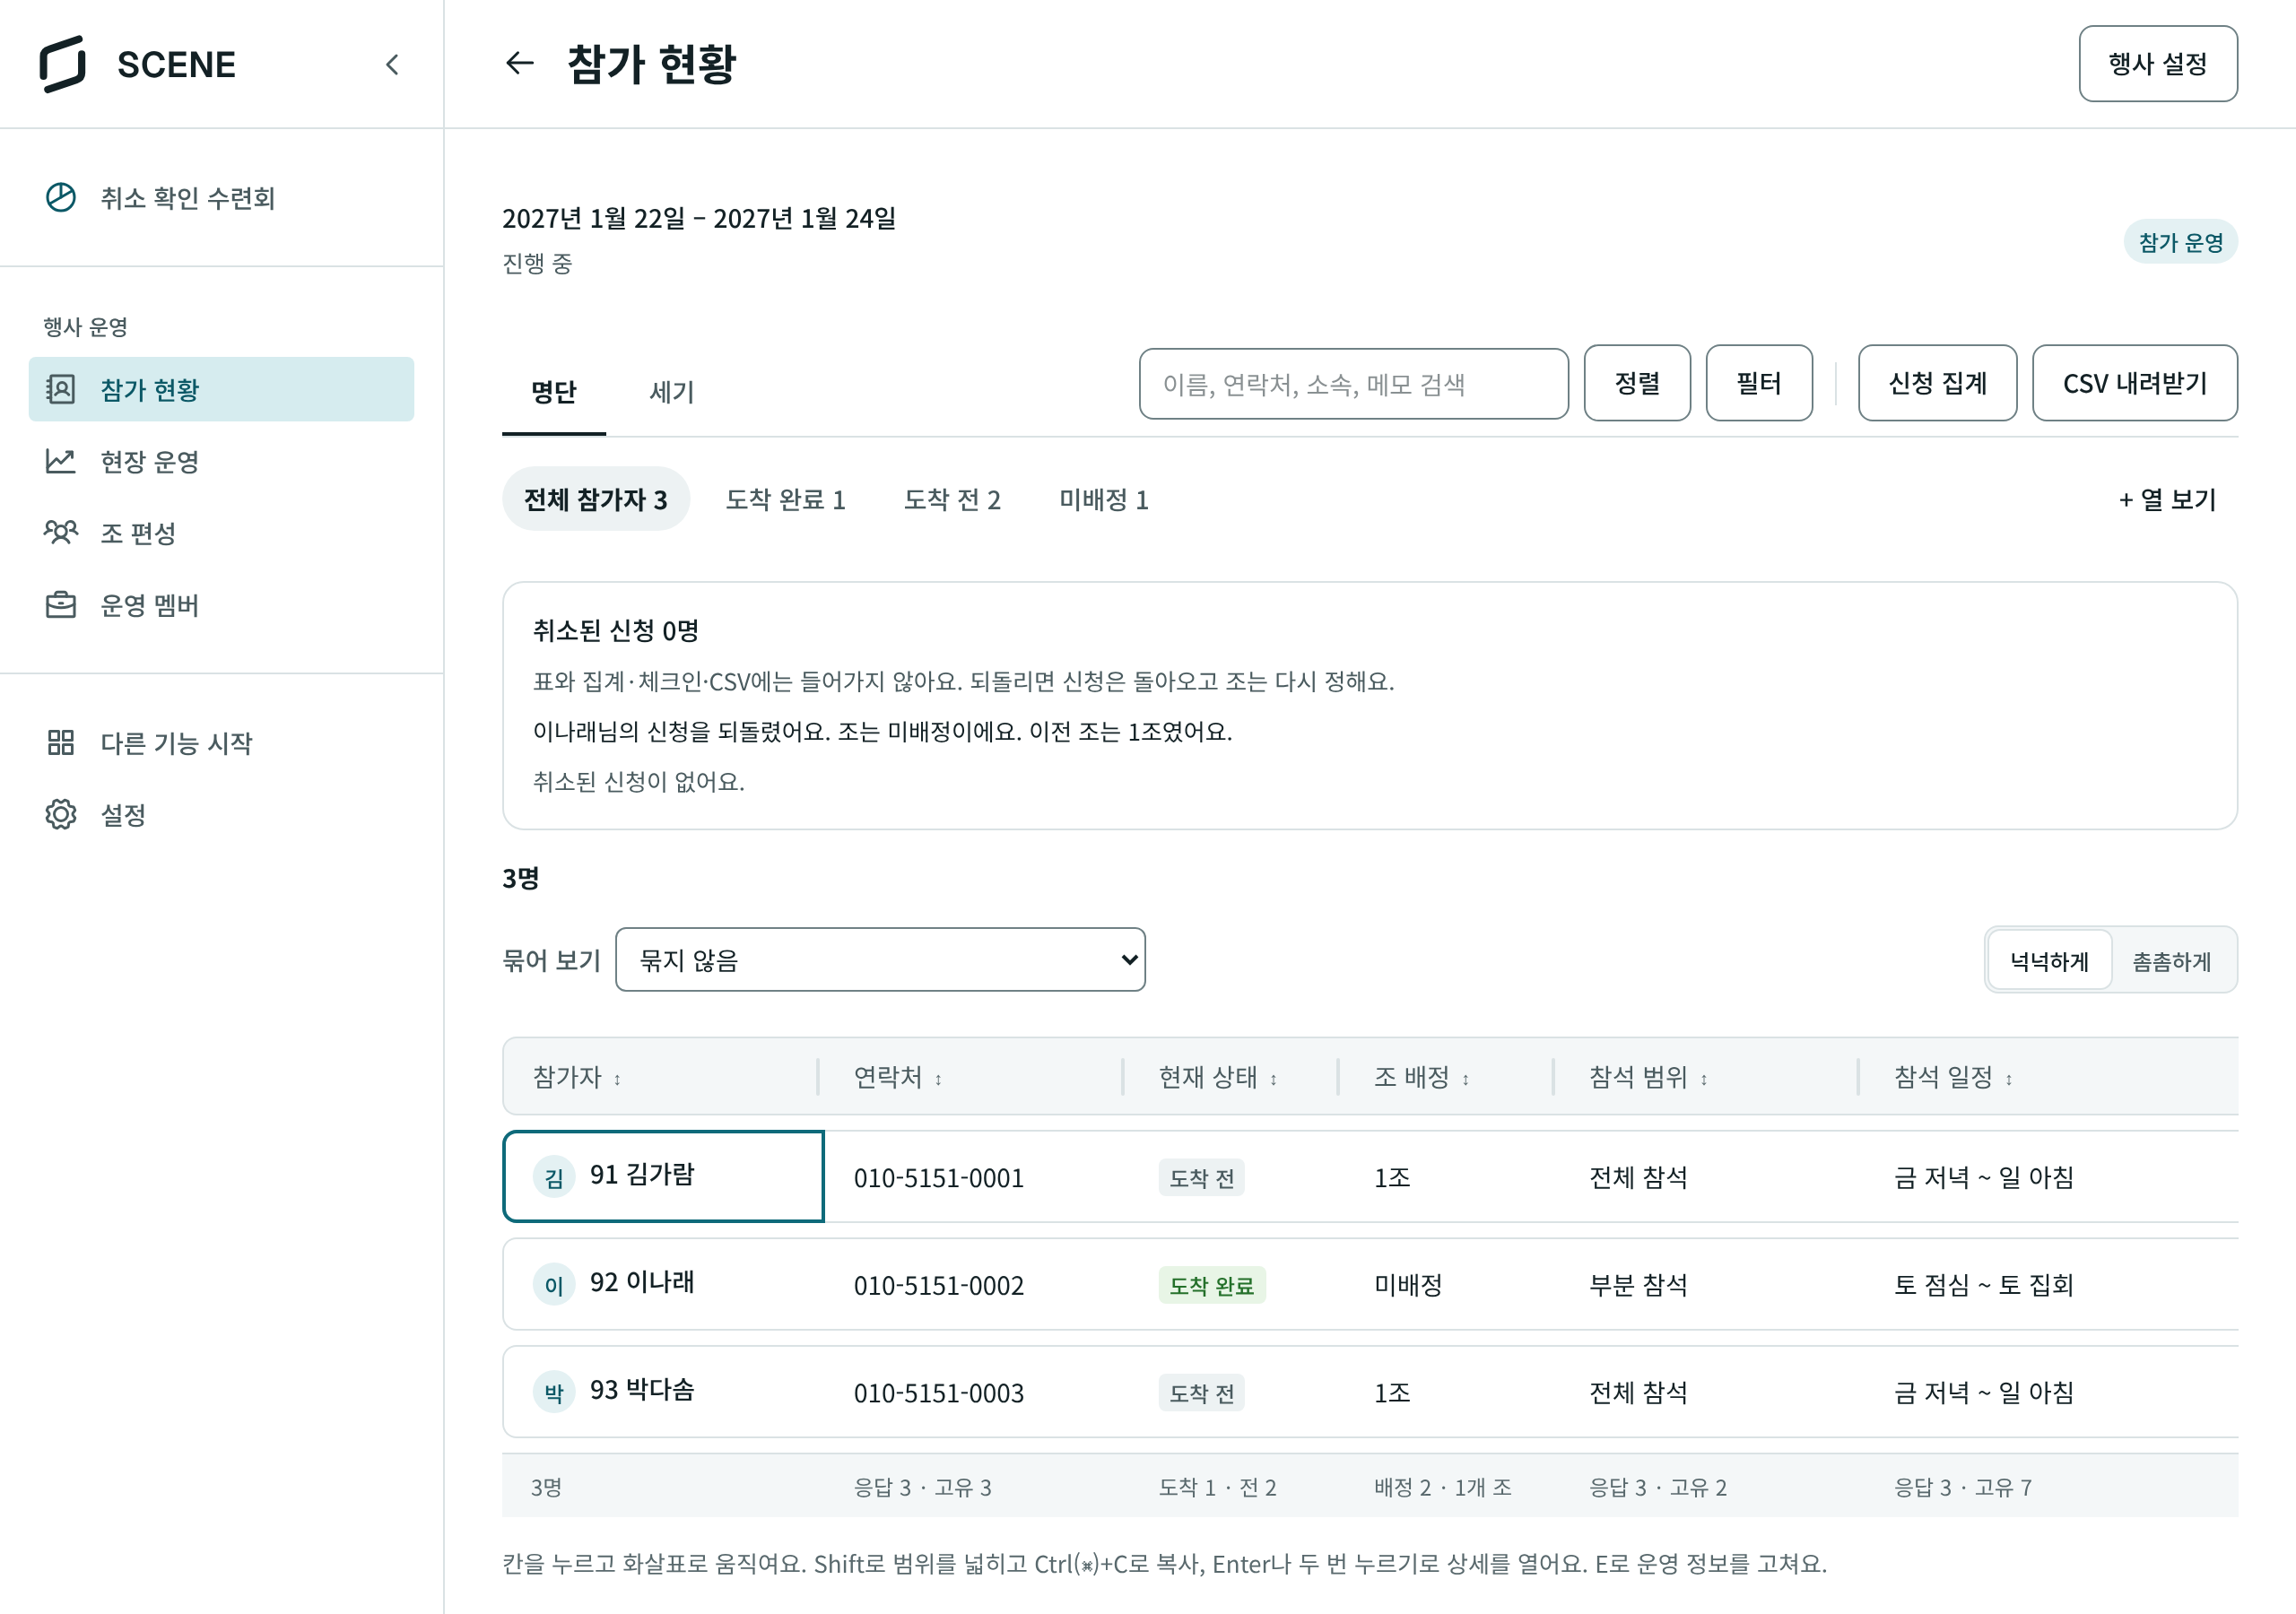 SCENE
참가 현황
행사 설정
취소 확인 수련회
행사 운영
참가 현황
현장 운영
조 편성
운영 멤버
다른 기능 시작
설정
2027년 1월 22일 – 2027년 1월 24일
진행 중
참가 운영
명단 세기
이름, 연락처, 소속, 메모 검색
정렬
필터
신청 집계
CSV 내려받기
전체 참가자 3 도착 완료 1 도착 전 2 미배정 1
+ 열 보기
취소된 신청 0명
표와 집계·체크인·CSV에는 들어가지 않아요. 되돌리면 신청은 돌아오고 조는 다시 정해요.
이나래님의 신청을 되돌렸어요. 조는 미배정이에요. 이전 조는 1조였어요.
취소된 신청이 없어요.
3명
묶어 보기 묶지 않음
넉넉하게 촘촘하게
참가자 ↕ 연락처 ↕ 현재 상태 ↕ 조 배정 ↕ 참석 범위 ↕ 참석 일정 ↕
김 91 김가람 010-5151-0001 도착 전 1조 전체 참석 금 저녁 ~ 일 아침
이 92 이나래 010-5151-0002 도착 완료 미배정 부분 참석 토 점심 ~ 토 집회
박 93 박다솜 010-5151-0003 도착 전 1조 전체 참석 금 저녁 ~ 일 아침
3명 응답 3 · 고유 3 도착 1 · 전 2 배정 2 · 1개 조 응답 3 · 고유 2 응답 3 · 고유 7
칸을 누르고 화살표로 움직여요. Shift로 범위를 넓히고 Ctrl(⌘)+C로 복사, Enter나 두 번 누르기로 상세를 열어요. E로 운영 정보를 고쳐요.